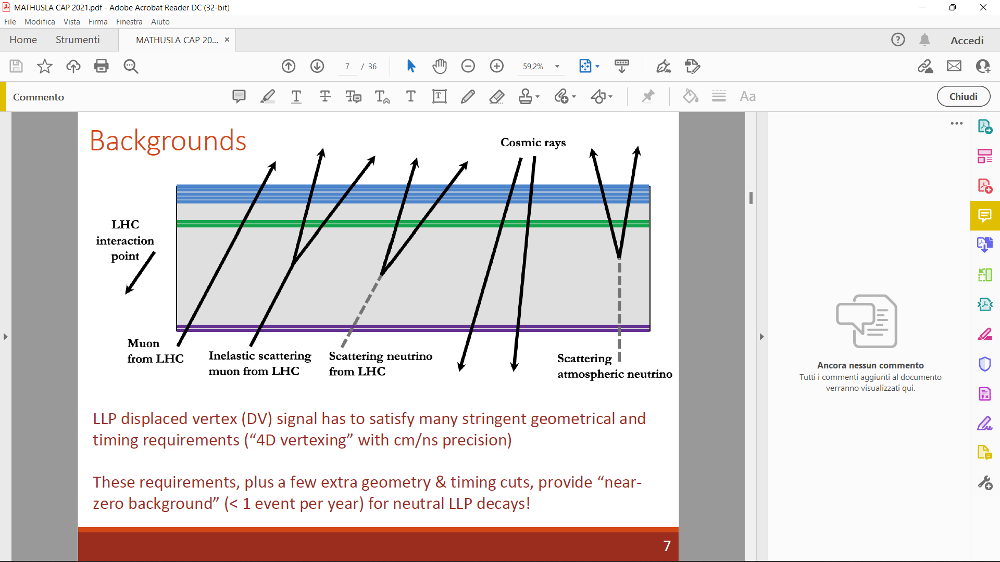 MATHUSLA CAP 2021.pdf - Adobe Acrobat Reader DC (32-bit)
File Modifica Vista Firma Finestra Aiuto
Home Strumenti MATHUSLA CAP 20... × Accedi
7 / 36 59,2%
Commento Chiudi
Backgrounds
Cosmic rays
LHC
interaction
point
Muon
from LHC
Inelastic scattering
muon from LHC
Scattering neutrino
from LHC
Scattering
atmospheric neutrino
LLP displaced vertex (DV) signal has to satisfy many stringent geometrical and
timing requirements (“4D vertexing” with cm/ns precision)
These requirements, plus a few extra geometry & timing cuts, provide “near-
zero background” (< 1 event per year) for neutral LLP decays!
7
Ancora nessun commento
Tutti i commenti aggiunti al documento
verranno visualizzati qui.